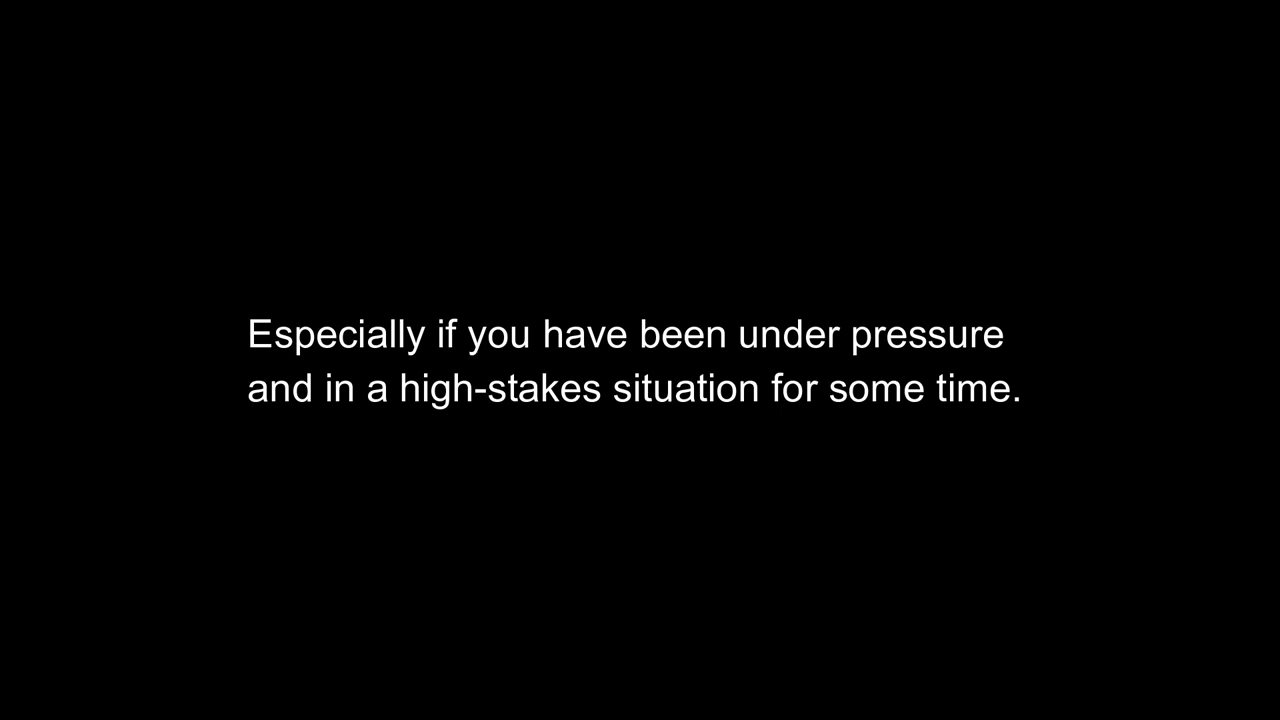 Especially if you have been under pressure
and in a high-stakes situation for some time.